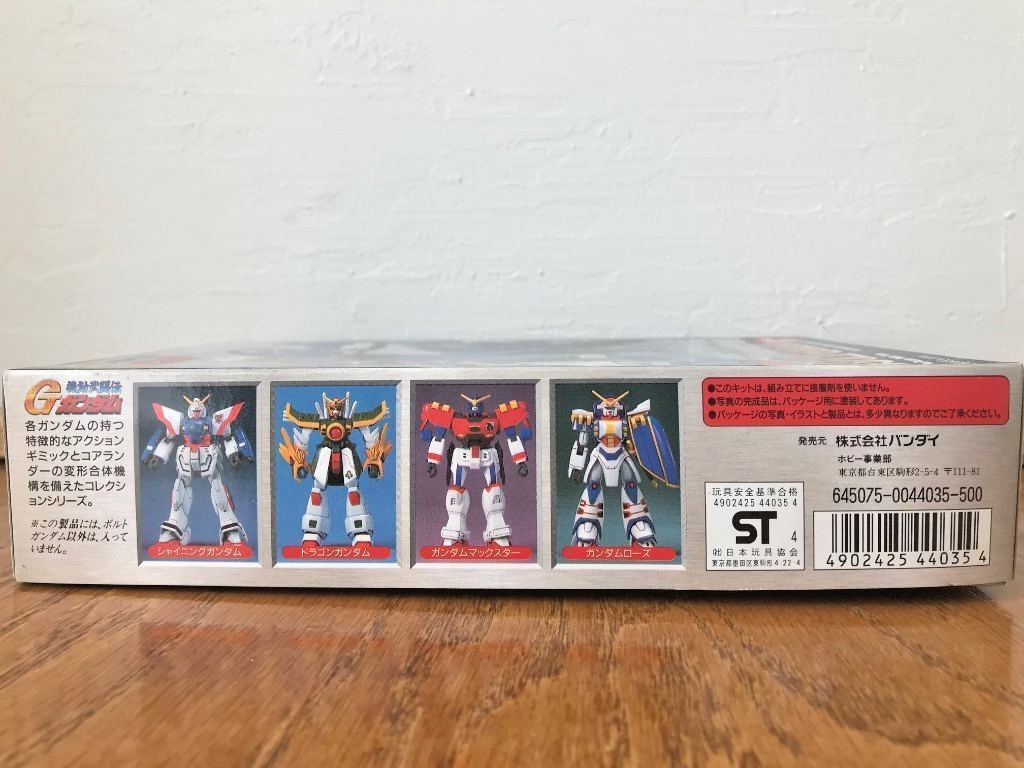 機動武闘伝
Gガンダム
各ガンダムの持つ
特徴的なアクション
ギミックとコアラン
ダーの変形合体機
構を備えたコレクシ
ョンシリーズ。
※この製品には、ボルト
ガンダム以外は、入って
いません。
シャイニングガンダム
ドラゴンガンダム
ガンダムマックスター
ガンダムローズ
●このキットは、組み立てに接着剤を使いません。
●写真の完成品は、パッケージ用に塗装してあります。
●パッケージの写真・イラストと製品とは、多少異なりますのでご了承ください。
発売元 株式会社バンダイ
ホビー事業部
東京都台東区駒形2-5-4 〒111-81
645075-0044035-500
玩具安全基準合格
4902425 44035 4
ST 4
㈳日本玩具協会
東京都墨田区東駒形4-22-4
4902425 440354